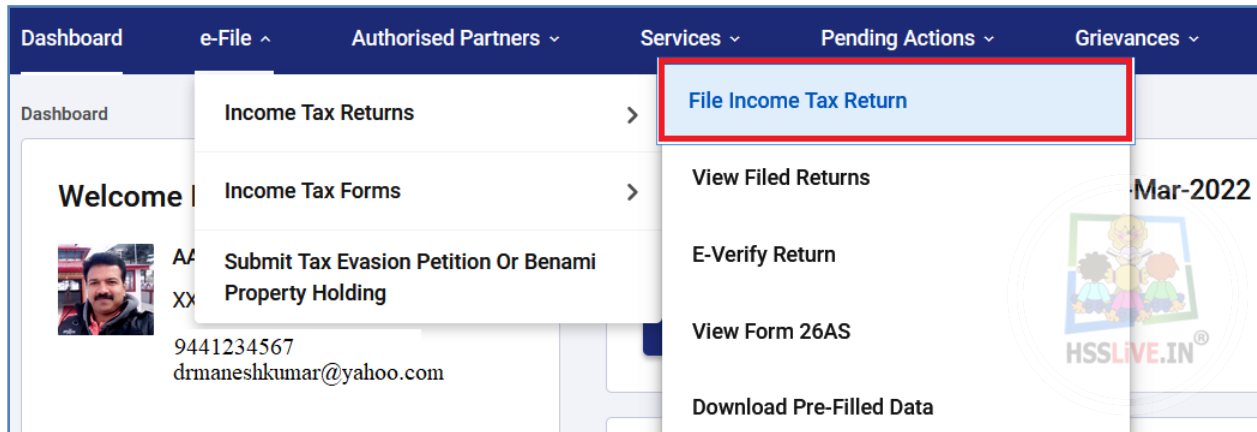 Dashboard e-File Authorised Partners Services Pending Actions Grievances
Dashboard
Income Tax Returns
Income Tax Forms
Submit Tax Evasion Petition Or Benami
Property Holding
File Income Tax Return
View Filed Returns
E-Verify Return
View Form 26AS
Download Pre-Filled Data
Welcome
AA
XX
9441234567
drmaneshkumar@yahoo.com
-Mar-2022
HSSLiVE.IN®